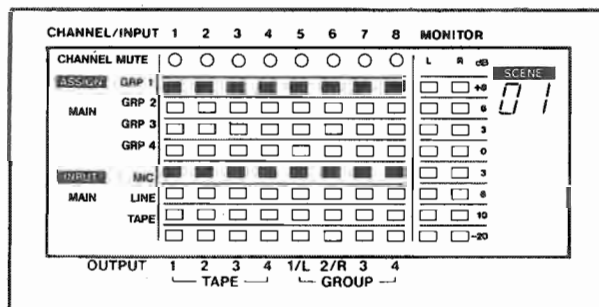 CHANNEL/INPUT 1 2 3 4 5 6 7 8 MONITOR
CHANNEL MUTE L R dB
SCENE
ASSIGN GRP 1 +9
01
MAIN GRP 2 6
GRP 3 3
GRP 4 0
INPUT MIC 3
MAIN LINE 6
TAPE 10
-20
OUTPUT 1 2 3 4 1/L 2/R 3 4
TAPE GROUP